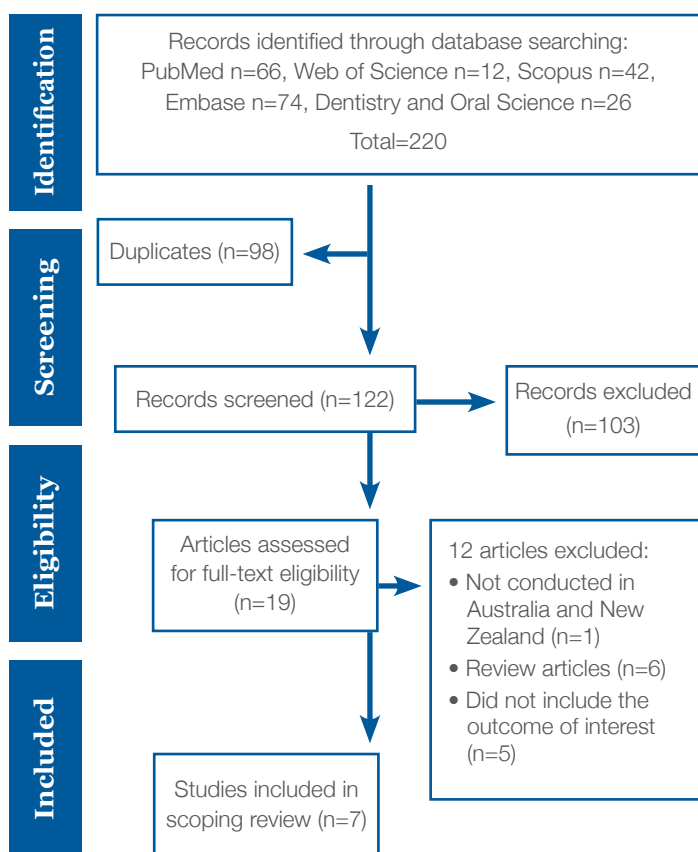 Identification
Records identified through database searching:
PubMed n=66, Web of Science n=12, Scopus n=42,
Embase n=74, Dentistry and Oral Science n=26
Total=220
Screening
Duplicates (n=98)
Records screened (n=122)
Records excluded
(n=103)
Eligibility
Articles assessed
for full-text eligibility
(n=19)
12 articles excluded:
• Not conducted in
Australia and New
Zealand (n=1)
• Review articles (n=6)
• Did not include the
outcome of interest
(n=5)
Included
Studies included in
scoping review (n=7)